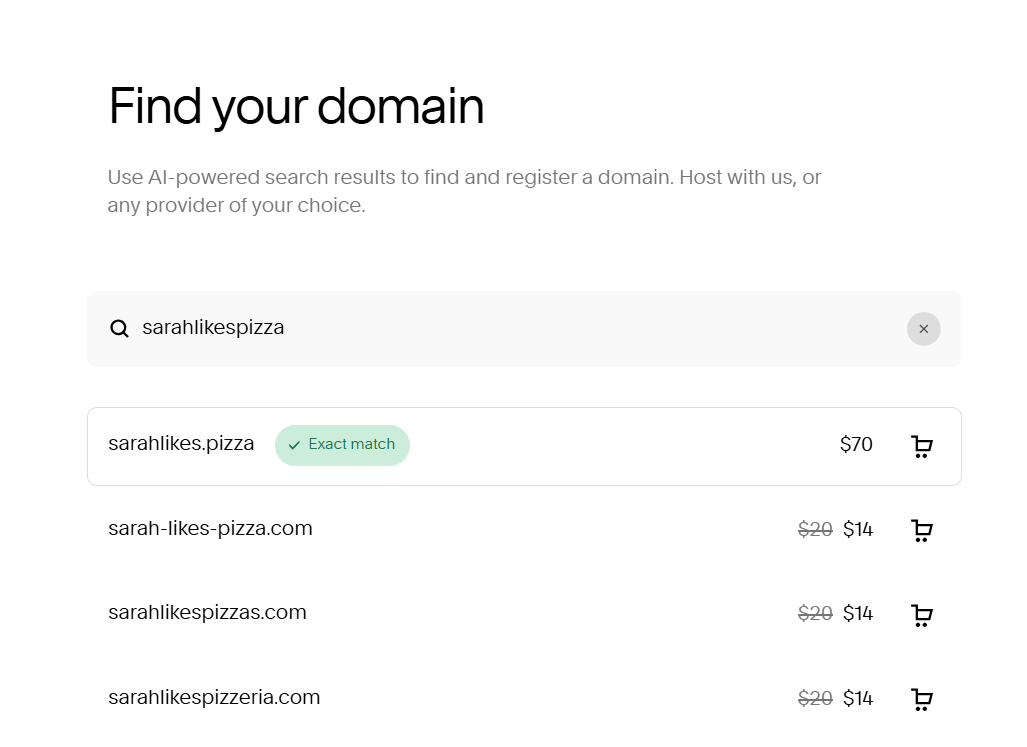 Find your domain
Use AI-powered search results to find and register a domain. Host with us, or
any provider of your choice.
sarahlikespizza
sarahlikes.pizza Exact match $70
sarah-likes-pizza.com $20 $14
sarahlikespizzas.com $20 $14
sarahlikespizzeria.com $20 $14